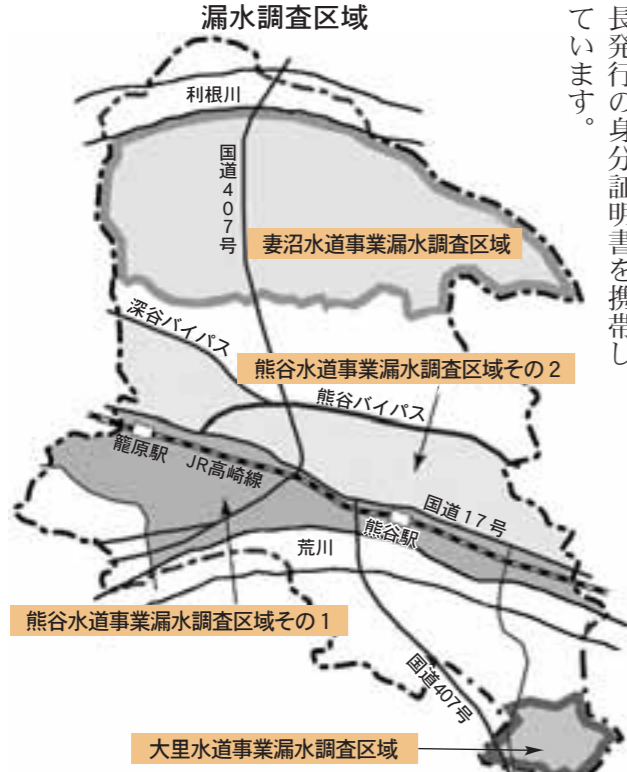 漏水調査区域
長発行の身分証明書を携帯し
ています。
利根川
国道407号
妻沼水道事業漏水調査区域
深谷バイパス
熊谷水道事業漏水調査区域その2
熊谷バイパス
籠原駅
JR高崎線
国道17号
熊谷駅
荒川
熊谷水道事業漏水調査区域その1
国道407号
大里水道事業漏水調査区域